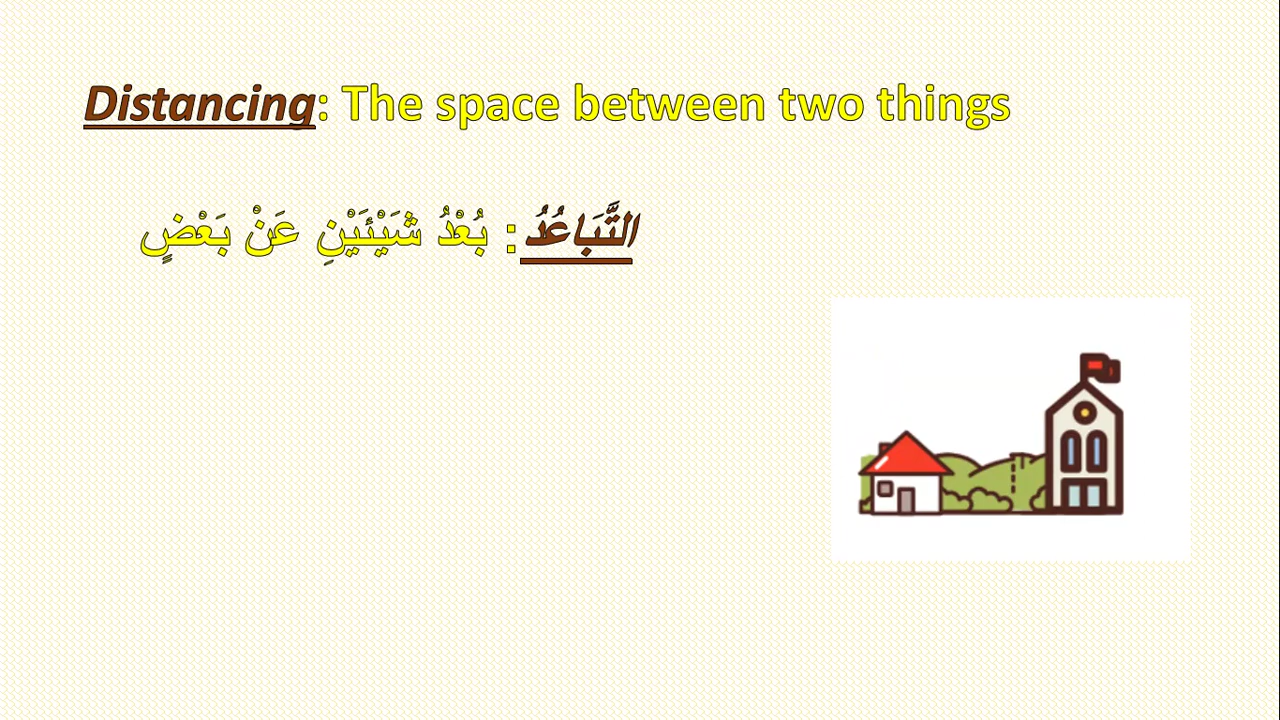 Distancing: The space between two things
التَّبَاعُدُ : بُعْدُ شَيْئَيْنِ عَنْ بَعْضٍ